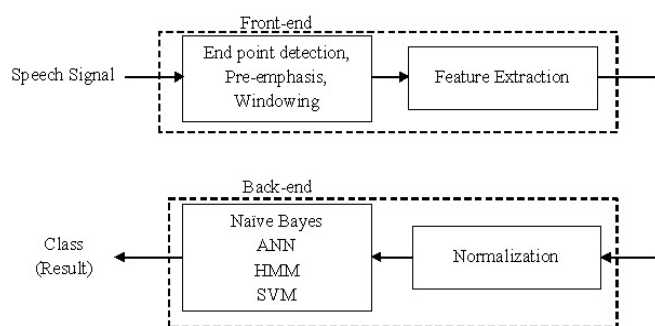 Front-end
Speech Signal
End point detection,
Pre-emphasis,
Windowing
Feature Extraction
Back-end
Class
(Result)
Naïve Bayes
ANN
HMM
SVM
Normalization